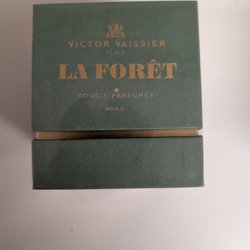 VICTOR VAISSIER
PARIS
LA FORÊT
BOUGIE PARFUMÉE